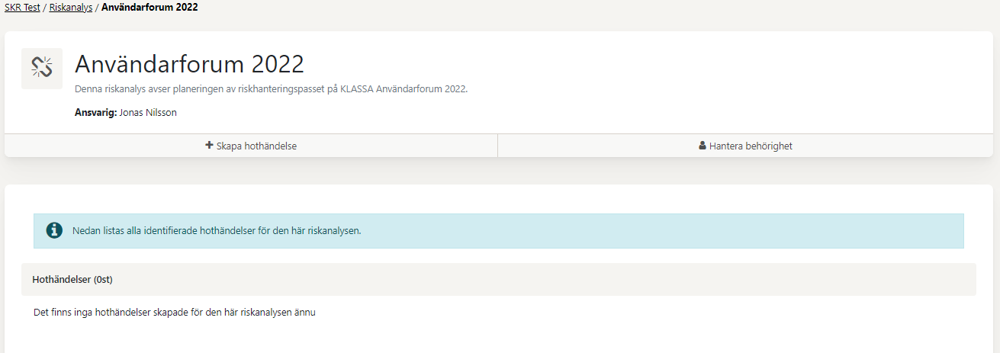 SKR Test / Riskanalys / Användarforum 2022
Användarforum 2022
Denna riskanalys avser planeringen av riskhanteringspasset på KLASSA Användarforum 2022.
Ansvarig: Jonas Nilsson
Skapa hothändelse
Hantera behörighet
Nedan listas alla identifierade hothändelser för den här riskanalysen.
Hothändelser (0st)
Det finns inga hothändelser skapade för den här riskanalysen ännu